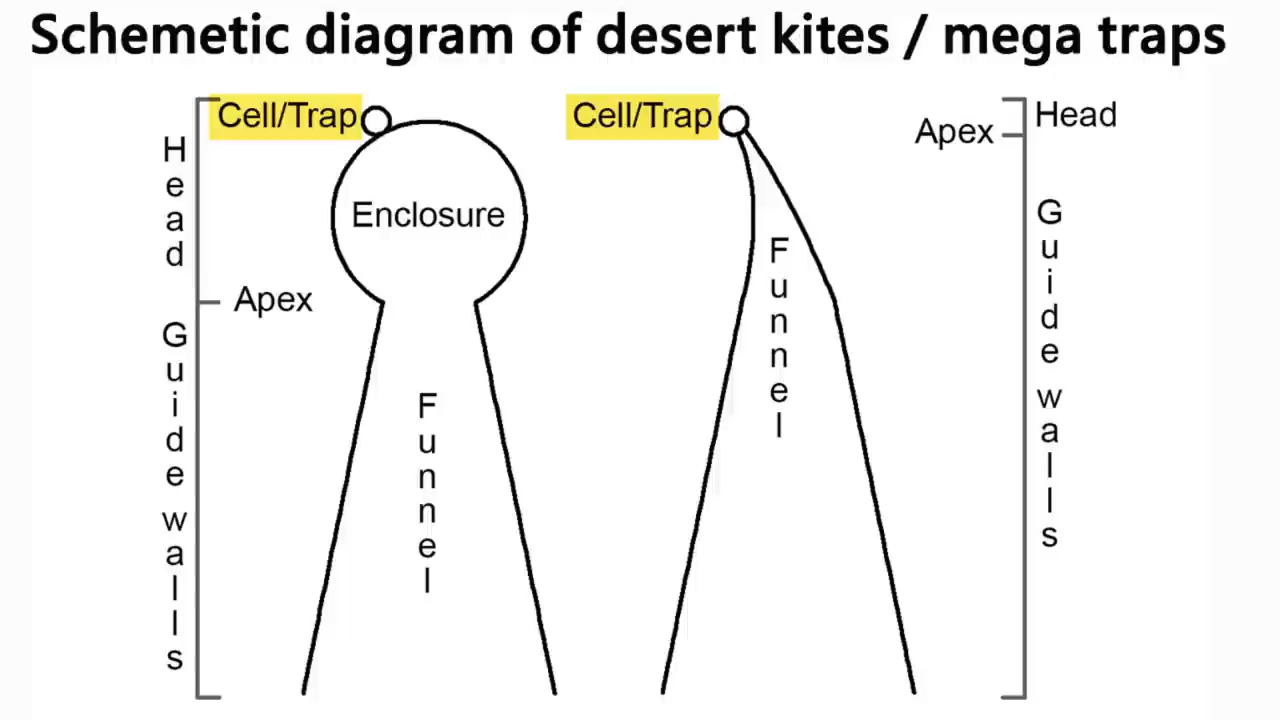 Schemetic diagram of desert kites / mega traps
Cell/Trap
Head
Enclosure
Apex
Guide walls
Funnel
Cell/Trap
Funnel
Apex
Head
Guide walls